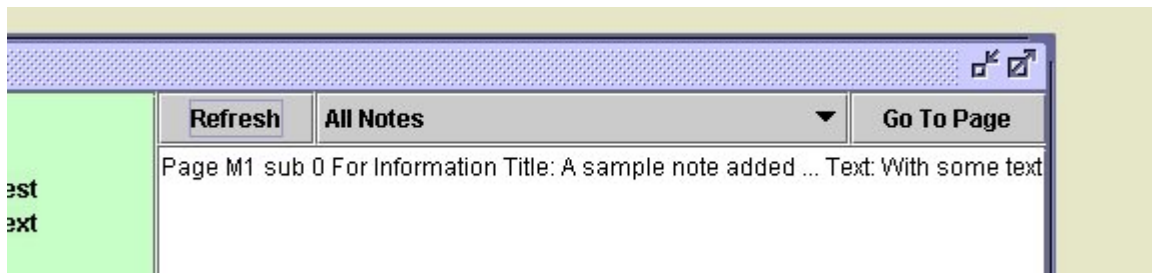 Refresh All Notes Go To Page
Page M1 sub 0 For Information Title: A sample note added ... Text: With some text
est
ext